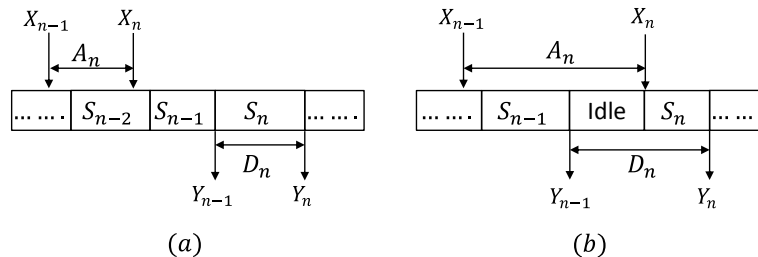 X_{n-1} X_n
A_n
... ... . S_{n-2} S_{n-1} S_n ... ... .
D_n
Y_{n-1} Y_n
(a)
X_{n-1} X_n
A_n
... ... . S_{n-1} Idle S_n ... ...
D_n
Y_{n-1} Y_n
(b)